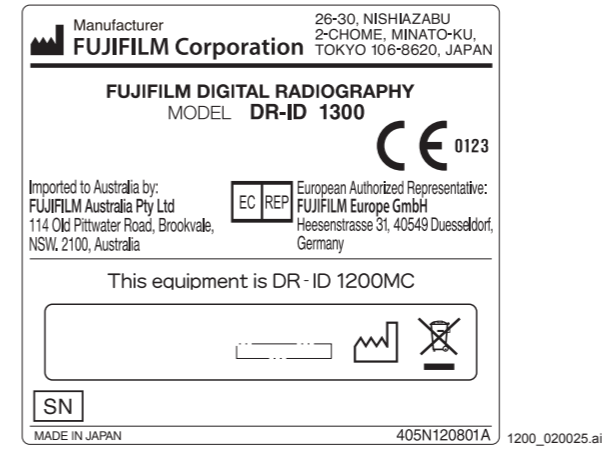 Manufacturer
FUJIFILM Corporation
26-30, NISHIAZABU
2-CHOME, MINATO-KU,
TOKYO 106-8620, JAPAN
FUJIFILM DIGITAL RADIOGRAPHY
MODEL DR-ID 1300
CE 0123
Imported to Australia by:
FUJIFILM Australia Pty Ltd
114 Old Pittwater Road, Brookvale,
NSW. 2100, Australia
EC REP
European Authorized Representative:
FUJIFILM Europe GmbH
Heesenstrasse 31, 40549 Duesseldorf,
Germany
This equipment is DR-ID 1200MC
SN
MADE IN JAPAN
405N120801A
1200_020025.ai